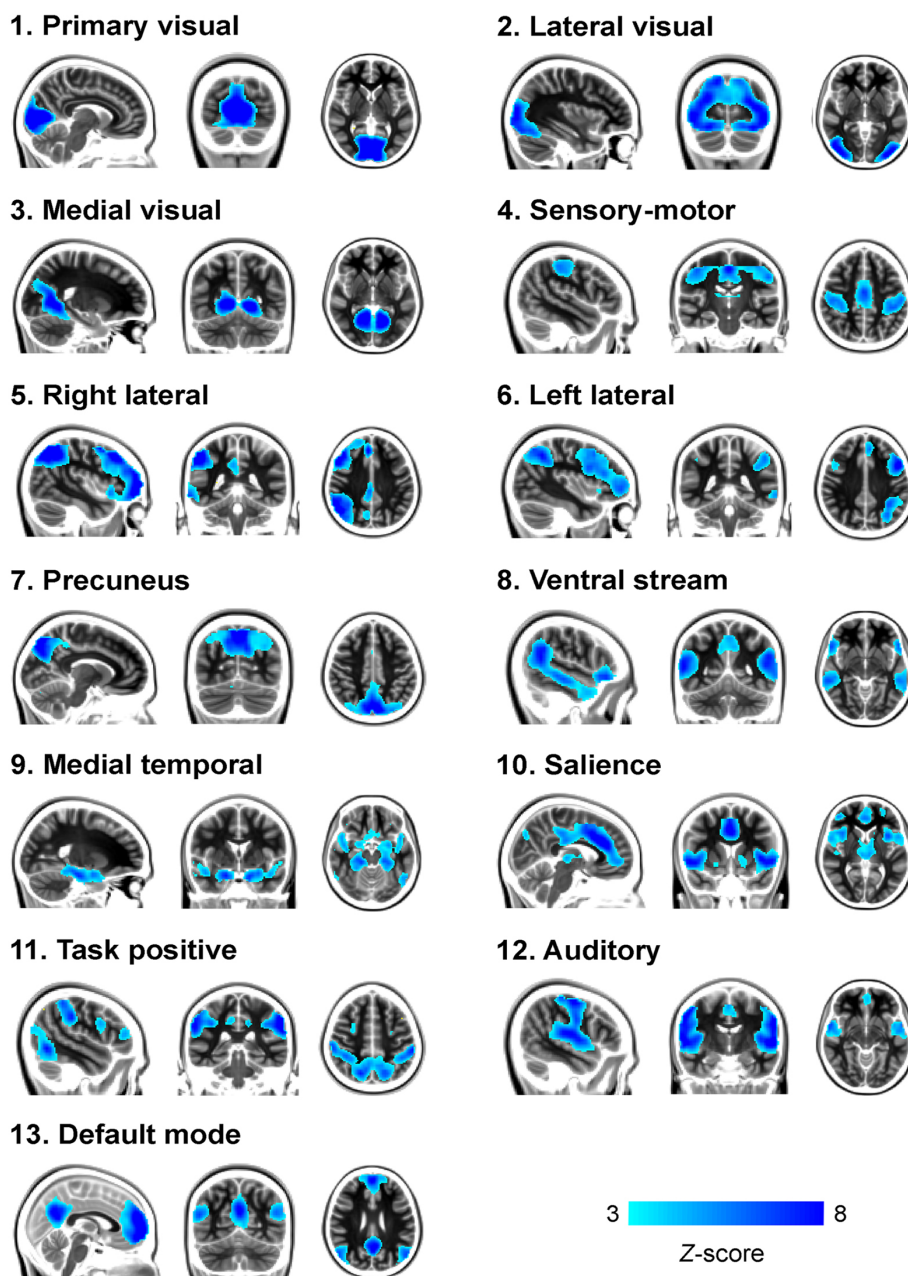 1. Primary visual
2. Lateral visual
3. Medial visual
4. Sensory-motor
5. Right lateral
6. Left lateral
7. Precuneus
8. Ventral stream
9. Medial temporal
10. Salience
11. Task positive
12. Auditory
13. Default mode
3 8
Z-score